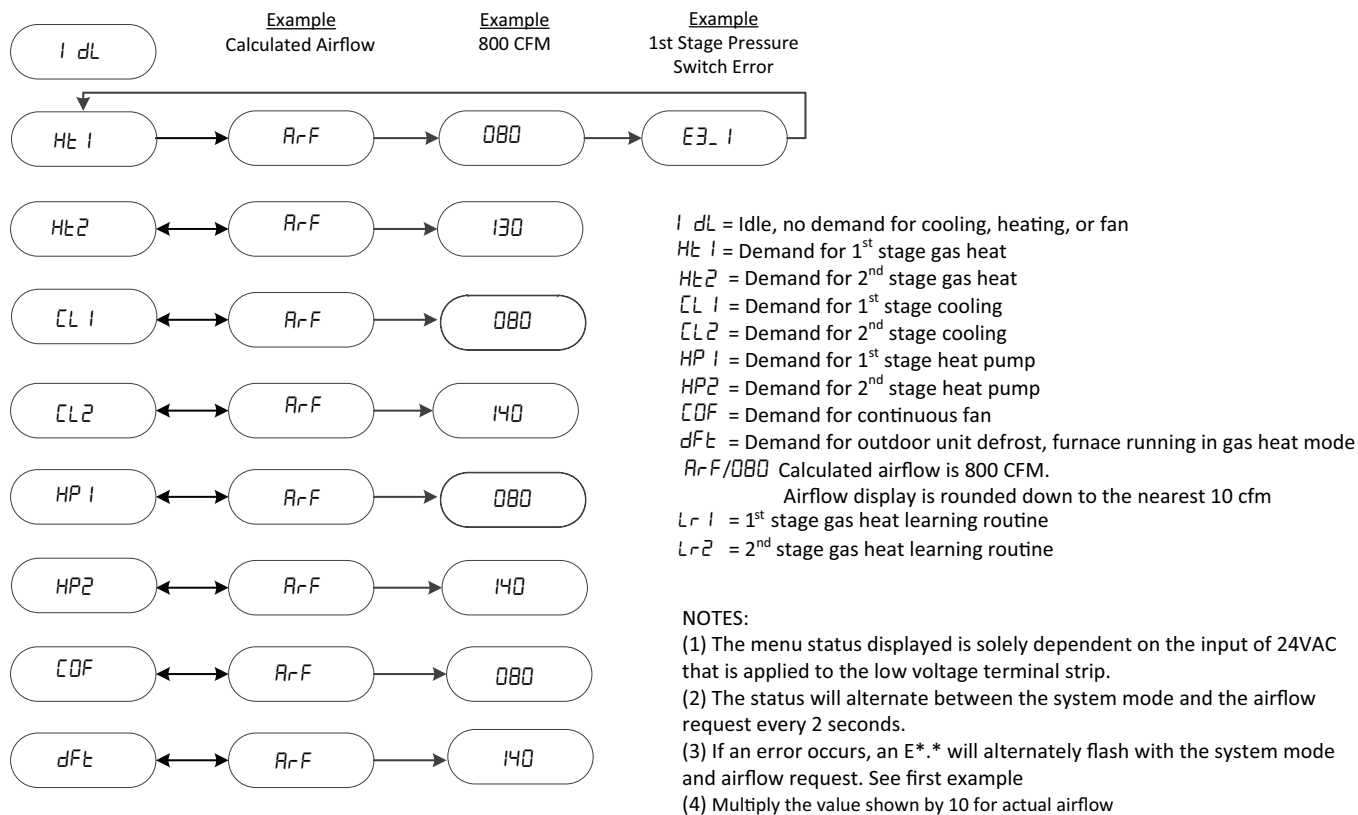 Example
Calculated Airflow
Example
800 CFM
Example
1st Stage Pressure
Switch Error
I dL
Ht 1
ArF
080
E3_ 1
Ht2
ArF
130
CL 1
ArF
080
CL2
ArF
140
HP 1
ArF
080
HP2
ArF
140
COF
ArF
080
dFt
ArF
140
I dL = Idle, no demand for cooling, heating, or fan
Ht 1 = Demand for 1st stage gas heat
Ht2 = Demand for 2nd stage gas heat
CL 1 = Demand for 1st stage cooling
CL2 = Demand for 2nd stage cooling
HP 1 = Demand for 1st stage heat pump
HP2 = Demand for 2nd stage heat pump
COF = Demand for continuous fan
dFt = Demand for outdoor unit defrost, furnace running in gas heat mode
ArF/080 Calculated airflow is 800 CFM.
Airflow display is rounded down to the nearest 10 cfm
Lr 1 = 1st stage gas heat learning routine
Lr2 = 2nd stage gas heat learning routine
NOTES:
(1) The menu status displayed is solely dependent on the input of 24VAC
that is applied to the low voltage terminal strip.
(2) The status will alternate between the system mode and the airflow
request every 2 seconds.
(3) If an error occurs, an E*.* will alternately flash with the system mode
and airflow request. See first example
(4) Multiply the value shown by 10 for actual airflow